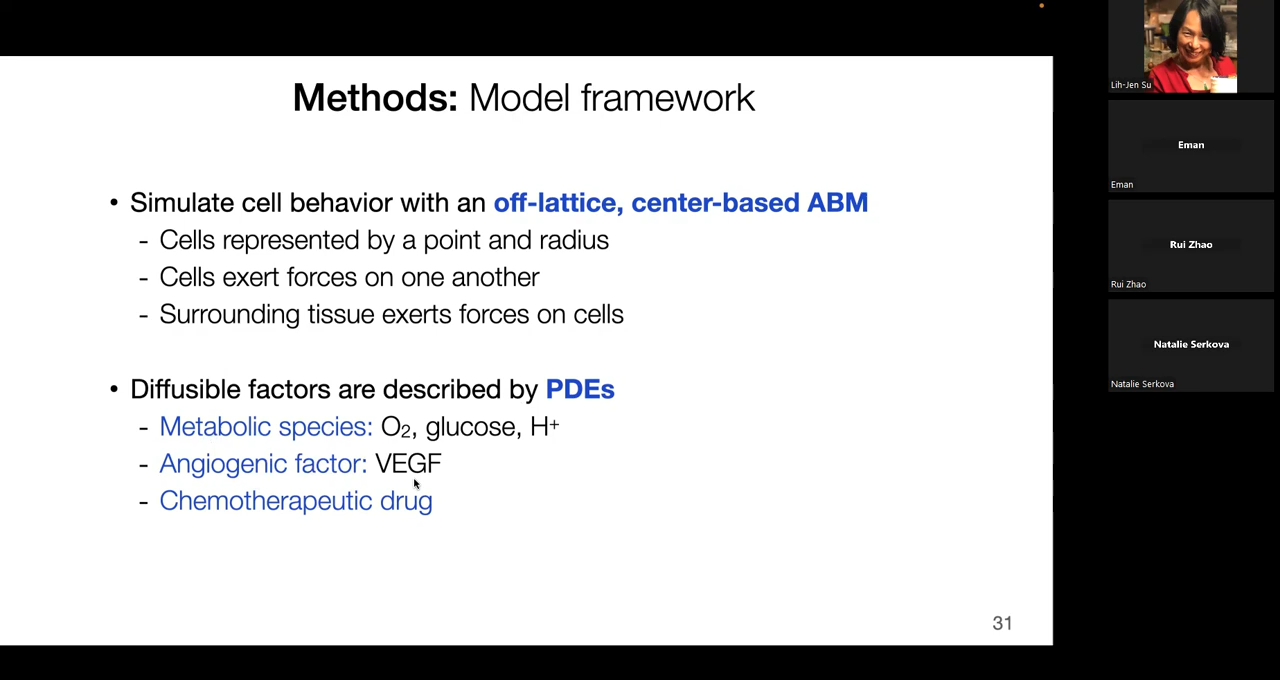 Methods: Model framework
• Simulate cell behavior with an off-lattice, center-based ABM
- Cells represented by a point and radius
- Cells exert forces on one another
- Surrounding tissue exerts forces on cells
• Diffusible factors are described by PDEs
- Metabolic species: O₂, glucose, H⁺
- Angiogenic factor: VEGF
- Chemotherapeutic drug
31
Lih-Jen Su
Eman
Eman
Rui Zhao
Rui Zhao
Natalie Serkova
Natalie Serkova